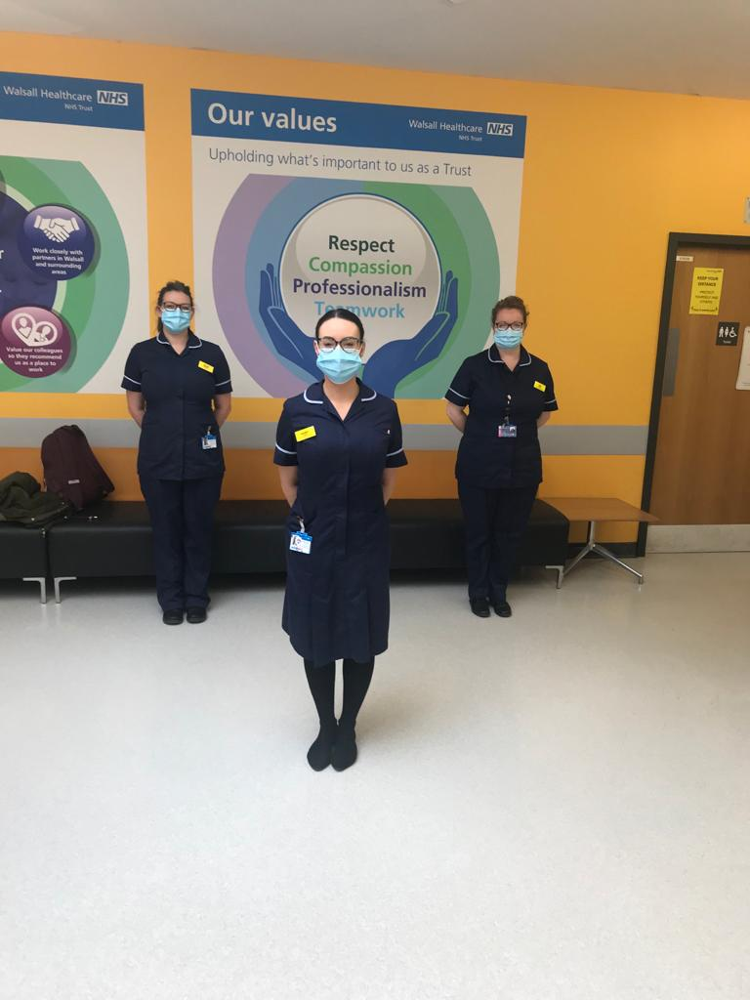 Walsall Healthcare NHS
NHS Trust
Work closely with
partners in Walsall
and surrounding
areas
Value our colleagues
so they recommend
us as a place to
work
Our values
Walsall Healthcare NHS
NHS Trust
Upholding what's important to us as a Trust
Respect
Compassion
Professionalism
Teamwork
KEEP YOUR
DISTANCE
PROTECT
YOURSELF AND
OTHERS